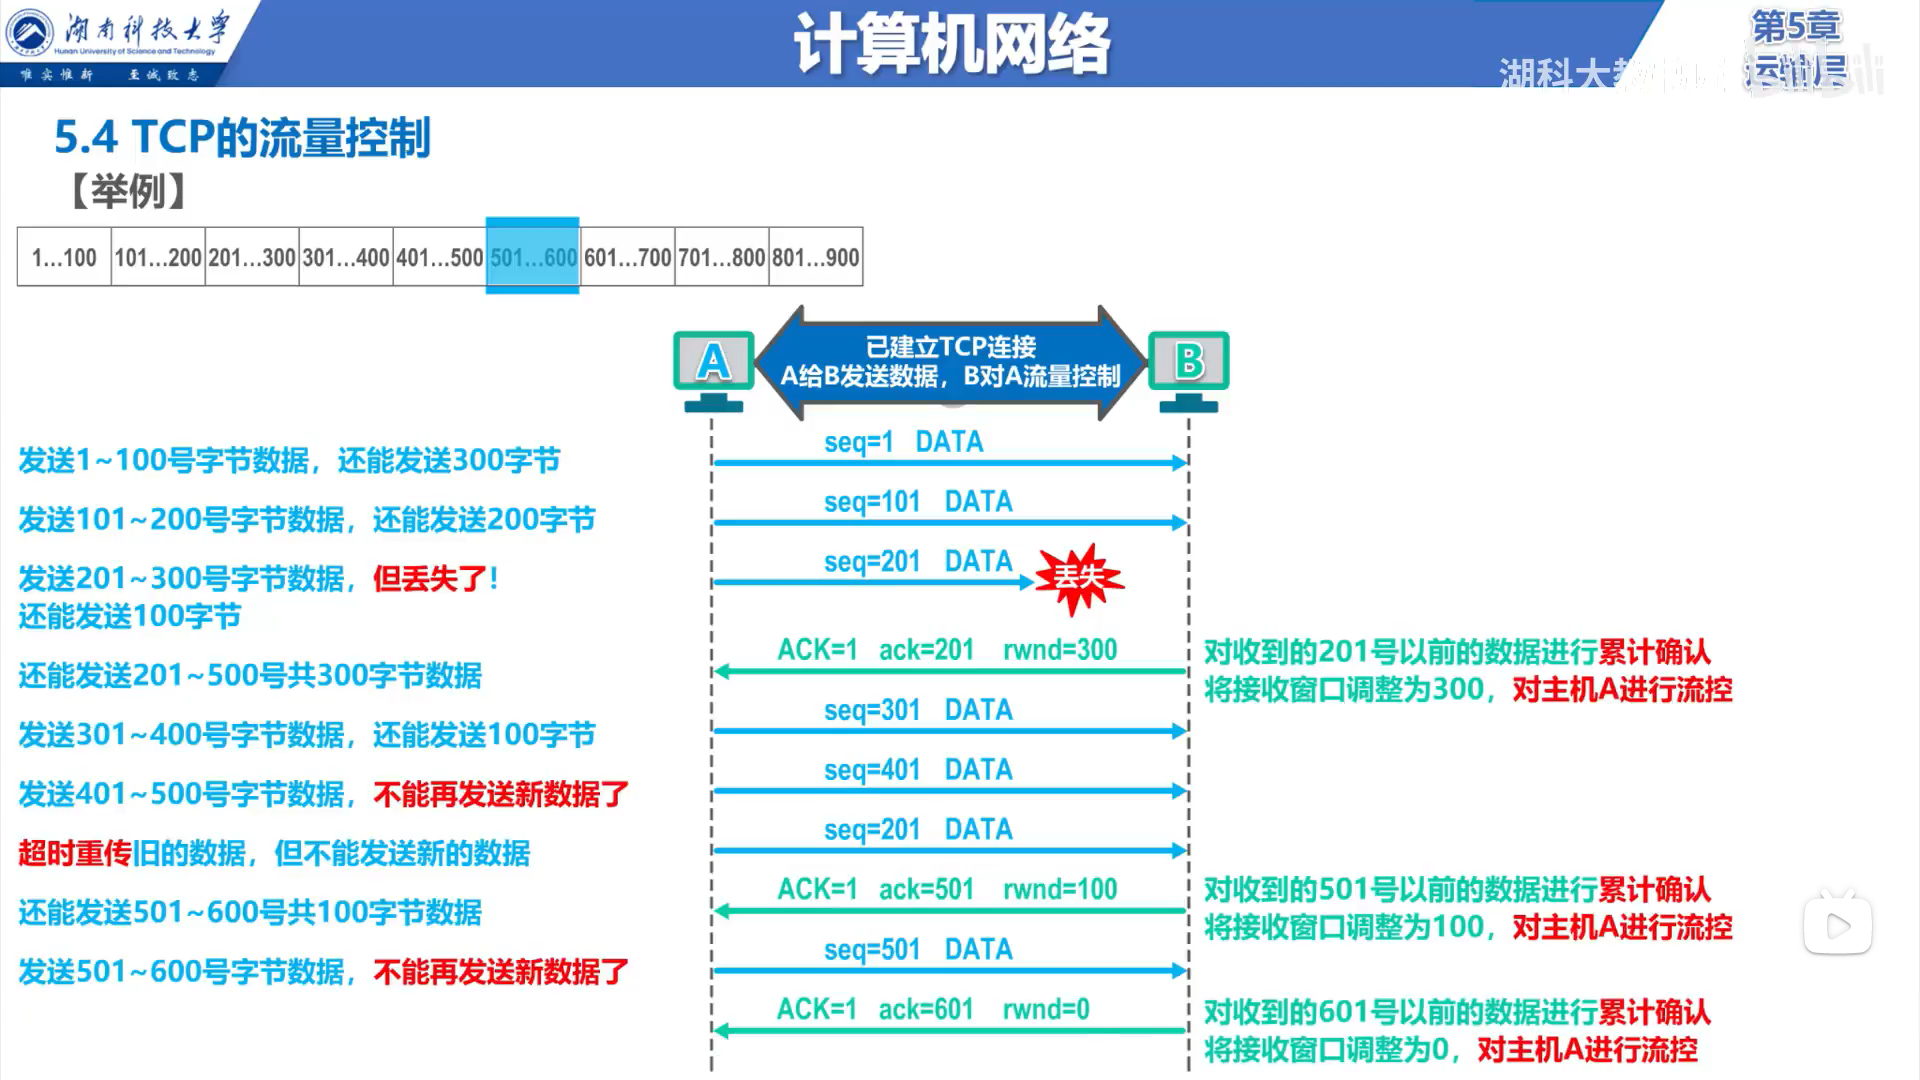 湖南科技大学
Hunan University of Science and Technology
唯实惟新 至诚致志
计算机网络
第5章
运输层
湖科大教
5.4 TCP的流量控制
【举例】
1…100 101…200 201…300 301…400 401…500 501…600 601…700 701…800 801…900
A
已建立TCP连接
A给B发送数据，B对A流量控制
B
seq=1 DATA
发送1~100号字节数据，还能发送300字节
seq=101 DATA
发送101~200号字节数据，还能发送200字节
seq=201 DATA
丢失
发送201~300号字节数据，但丢失了！
还能发送100字节
ACK=1 ack=201 rwnd=300
对收到的201号以前的数据进行累计确认
将接收窗口调整为300，对主机A进行流控
还能发送201~500号共300字节数据
seq=301 DATA
发送301~400号字节数据，还能发送100字节
seq=401 DATA
发送401~500号字节数据，不能再发送新数据了
seq=201 DATA
超时重传旧的数据，但不能发送新的数据
ACK=1 ack=501 rwnd=100
对收到的501号以前的数据进行累计确认
将接收窗口调整为100，对主机A进行流控
还能发送501~600号共100字节数据
seq=501 DATA
发送501~600号字节数据，不能再发送新数据了
ACK=1 ack=601 rwnd=0
对收到的601号以前的数据进行累计确认
将接收窗口调整为0，对主机A进行流控